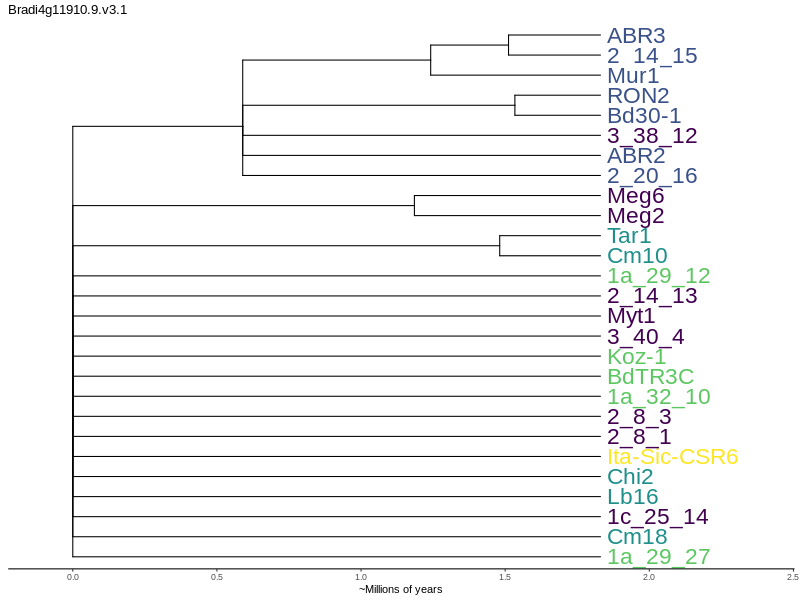 Bradi4g11910.9.v3.1
ABR3
2_14_15
Mur1
RON2
Bd30-1
3_38_12
ABR2
2_20_16
Meg6
Meg2
Tar1
Cm10
1a_29_12
2_14_13
Myt1
3_40_4
Koz-1
BdTR3C
1a_32_10
2_8_3
2_8_1
Ita-Sic-CSR6
Chi2
Lb16
1c_25_14
Cm18
1a_29_27
0.0 0.5 1.0 1.5 2.0 2.5
~Millions of years